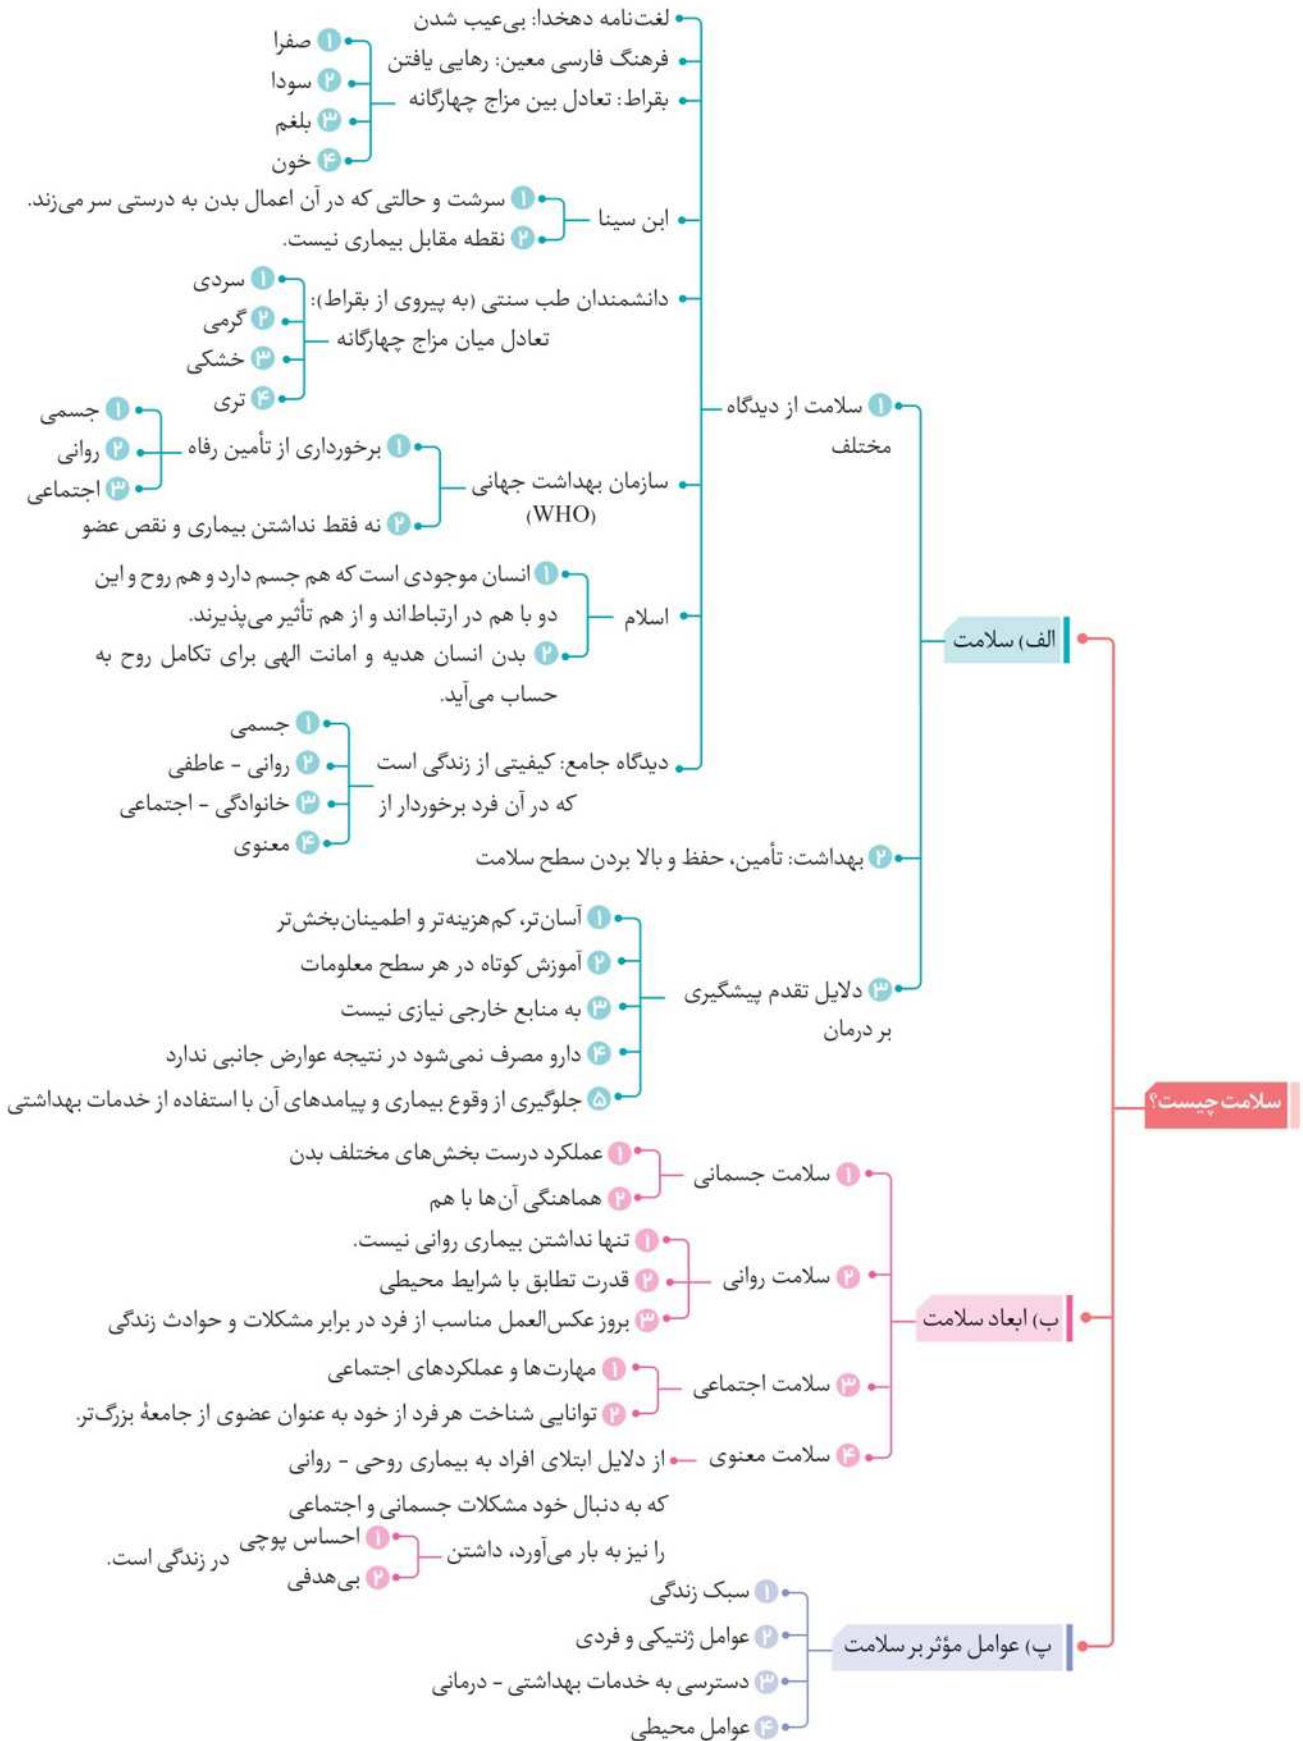 سلامت چیست؟
الف) سلامت
۱ سلامت از دیدگاه
مختلف
لغت‌نامه دهخدا: بی‌عیب شدن
فرهنگ فارسی معین: رهایی یافتن
بقراط: تعادل بین مزاج چهارگانه
۱ صفرا
۲ سودا
۳ بلغم
۴ خون
ابن سینا
۱ سرشت و حالتی که در آن اعمال بدن به درستی سر می‌زند.
۲ نقطه مقابل بیماری نیست.
دانشمندان طب سنتی (به پیروی از بقراط):
تعادل میان مزاج چهارگانه
۱ سردی
۲ گرمی
۳ خشکی
۴ تری
سازمان بهداشت جهانی
(WHO)
۱ برخورداری از تأمین رفاه
۱ جسمی
۲ روانی
۳ اجتماعی
۲ نه فقط نداشتن بیماری و نقص عضو
اسلام
۱ انسان موجودی است که هم جسم دارد و هم روح و این
دو با هم در ارتباط‌اند و از هم تأثیر می‌پذیرند.
۲ بدن انسان هدیه و امانت الهی برای تکامل روح به
حساب می‌آید.
دیدگاه جامع: کیفیتی از زندگی است
که در آن فرد برخوردار از
۱ جسمی
۲ روانی - عاطفی
۳ خانوادگی - اجتماعی
۴ معنوی
۲ بهداشت: تأمین، حفظ و بالا بردن سطح سلامت
۳ دلایل تقدم پیشگیری
بر درمان
۱ آسان‌تر، کم‌هزینه‌تر و اطمینان‌بخش‌تر
۲ آموزش کوتاه در هر سطح معلومات
۳ به منابع خارجی نیازی نیست
۴ دارو مصرف نمی‌شود در نتیجه عوارض جانبی ندارد
۵ جلوگیری از وقوع بیماری و پیامدهای آن با استفاده از خدمات بهداشتی
ب) ابعاد سلامت
۱ سلامت جسمانی
۱ عملکرد درست بخش‌های مختلف بدن
۲ هماهنگی آن‌ها با هم
۲ سلامت روانی
۱ تنها نداشتن بیماری روانی نیست.
۲ قدرت تطابق با شرایط محیطی
۳ بروز عکس‌العمل مناسب از فرد در برابر مشکلات و حوادث زندگی
۳ سلامت اجتماعی
۱ مهارت‌ها و عملکردهای اجتماعی
۲ توانایی شناخت هر فرد از خود به عنوان عضوی از جامعهٔ بزرگ‌تر.
۴ سلامت معنوی
از دلایل ابتلای افراد به بیماری روحی - روانی
که به دنبال خود مشکلات جسمانی و اجتماعی
را نیز به بار می‌آورد، داشتن
۱ احساس پوچی
۲ بی‌هدفی
در زندگی است.
پ) عوامل مؤثر بر سلامت
۱ سبک زندگی
۲ عوامل ژنتیکی و فردی
۳ دسترسی به خدمات بهداشتی - درمانی
۴ عوامل محیطی